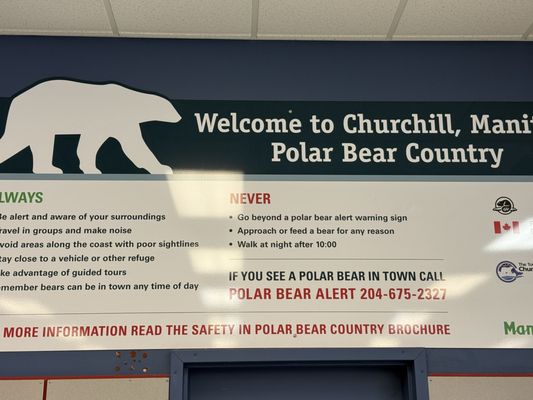 Welcome to Churchill, Manit
Polar Bear Country
LWAYS
Be alert and aware of your surroundings
ravel in groups and make noise
void areas along the coast with poor sightlines
tay close to a vehicle or other refuge
ke advantage of guided tours
member bears can be in town any time of day
NEVER
• Go beyond a polar bear alert warning sign
• Approach or feed a bear for any reason
• Walk at night after 10:00
IF YOU SEE A POLAR BEAR IN TOWN CALL
POLAR BEAR ALERT 204-675-2327
MORE INFORMATION READ THE SAFETY IN POLAR BEAR COUNTRY BROCHURE
The To
Chur
Man